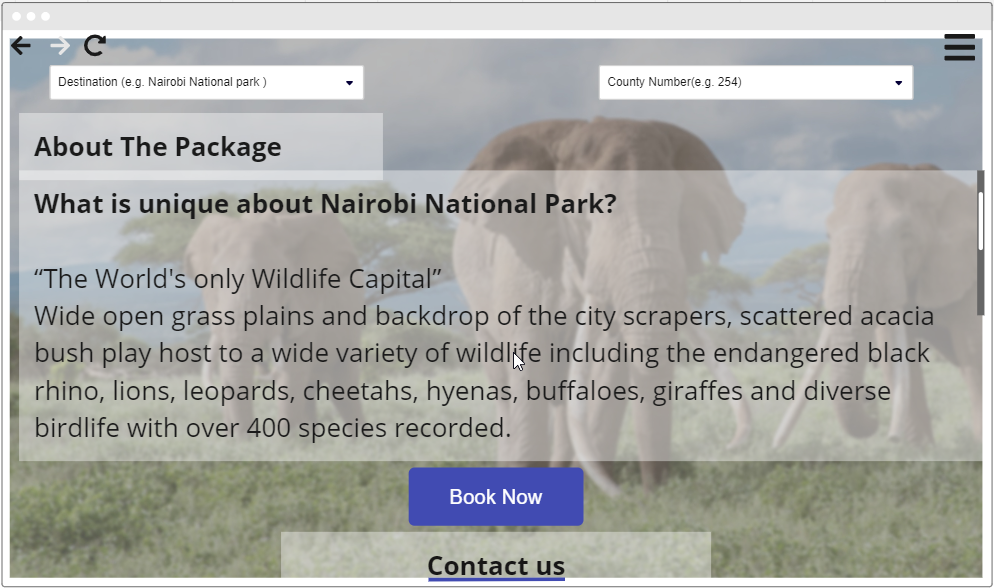 Destination (e.g. Nairobi National park )
County Number(e.g. 254)
About The Package
What is unique about Nairobi National Park?
“The World's only Wildlife Capital”
Wide open grass plains and backdrop of the city scrapers, scattered acacia
bush play host to a wide variety of wildlife including the endangered black
rhino, lions, leopards, cheetahs, hyenas, buffaloes, giraffes and diverse
birdlife with over 400 species recorded.
Book Now
Contact us